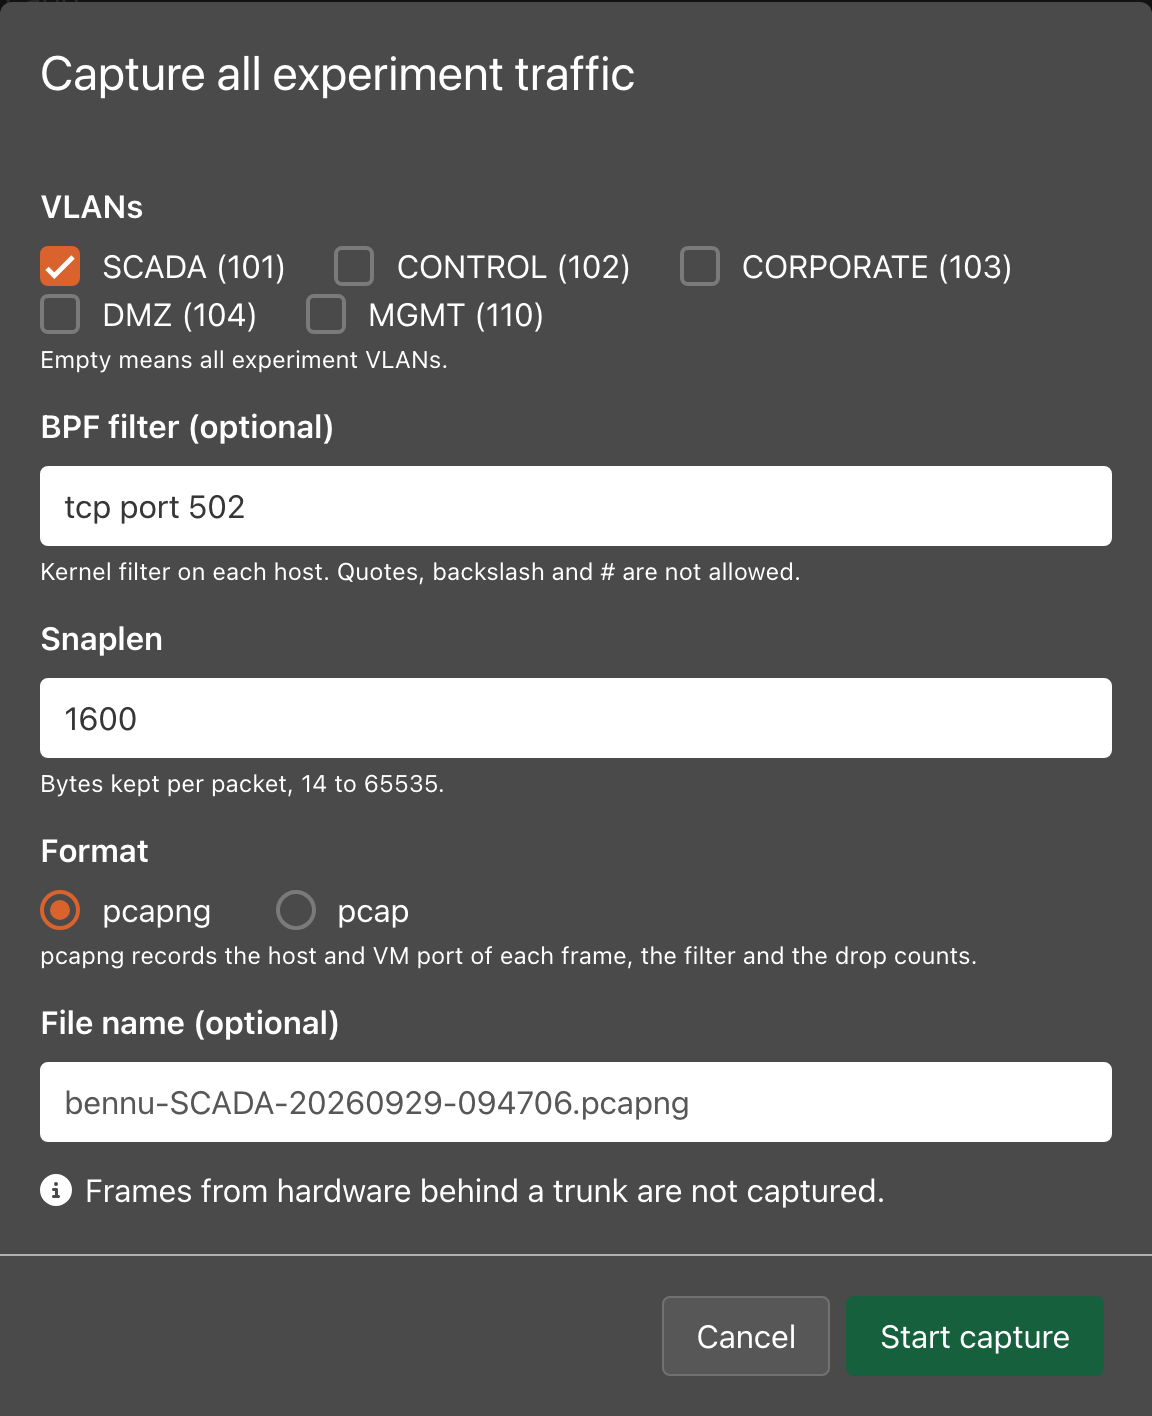 Capture all experiment traffic
VLANs
SCADA (101) CONTROL (102) CORPORATE (103)
DMZ (104) MGMT (110)
Empty means all experiment VLANs.
BPF filter (optional)
tcp port 502
Kernel filter on each host. Quotes, backslash and # are not allowed.
Snaplen
1600
Bytes kept per packet, 14 to 65535.
Format
pcapng pcap
pcapng records the host and VM port of each frame, the filter and the drop counts.
File name (optional)
bennu-SCADA-20260929-094706.pcapng
Frames from hardware behind a trunk are not captured.
Cancel Start capture